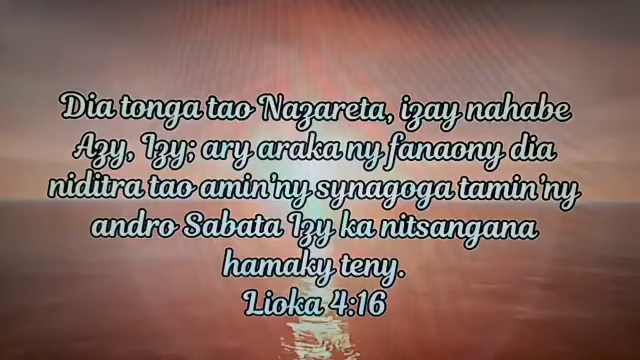 Dia tonga tao Nazareta, izay nahabe
Azy, Izy; ary araka ny fanaony dia
niditra tao amin'ny synagoga tamin'ny
andro Sabata Izy ka nitsangana
hamaky teny.
Lioka 4:16